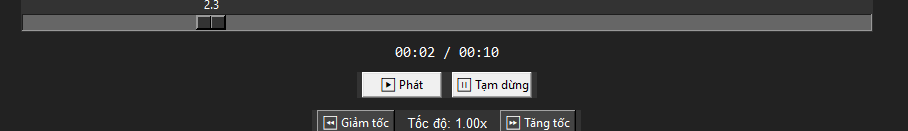 2.3
00:02 / 00:10
Phát Tạm dừng
Giảm tốc Tốc độ: 1.00x Tăng tốc